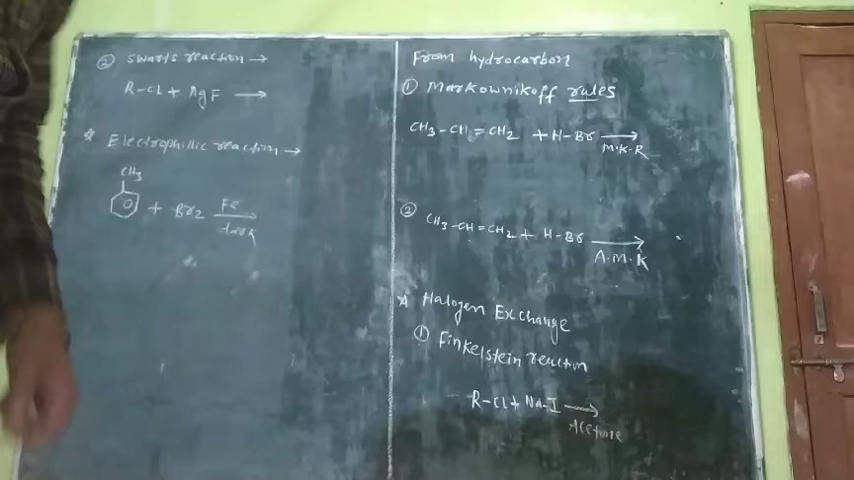 ② Swarts reaction →
R-Cl + AgF →
* Electrophillic reaction →
CH₃
+ Br₂ Fe →
dark
From hydrocarbon
① Markownikoff rules
CH₃-CH=CH₂ + H-Br →
M.K.R
② CH₃-CH=CH₂ + H-Br →
A.M.K
* Halogen Exchange
① Finkelstein reaction
R-Cl + Na-I →
Acetone